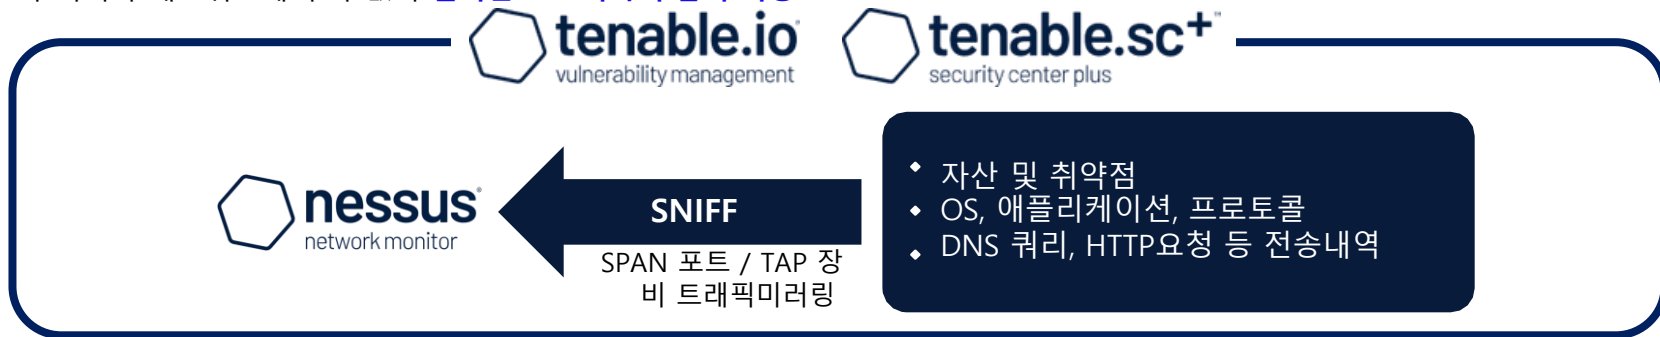 tenable.io
vulnerability management
tenable.sc+
security center plus
nessus
network monitor
SNIFF
SPAN 포트 / TAP 장
비 트래픽미러링
자산 및 취약점
OS, 애플리케이션, 프로토콜
DNS 쿼리, HTTP요청 등 전송내역